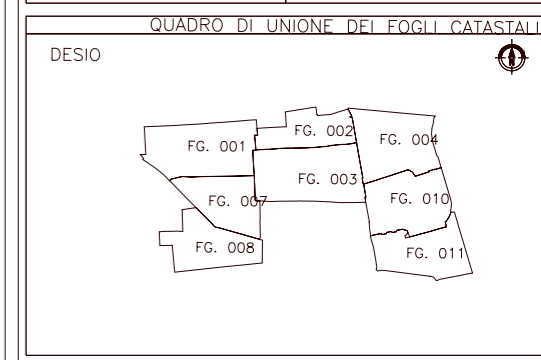 QUADRO DI UNIONE DEI FOGLI CATASTALI
DESIO
FG. 001
FG. 002
FG. 004
FG. 003
FG. 007
FG. 010
FG. 008
FG. 011